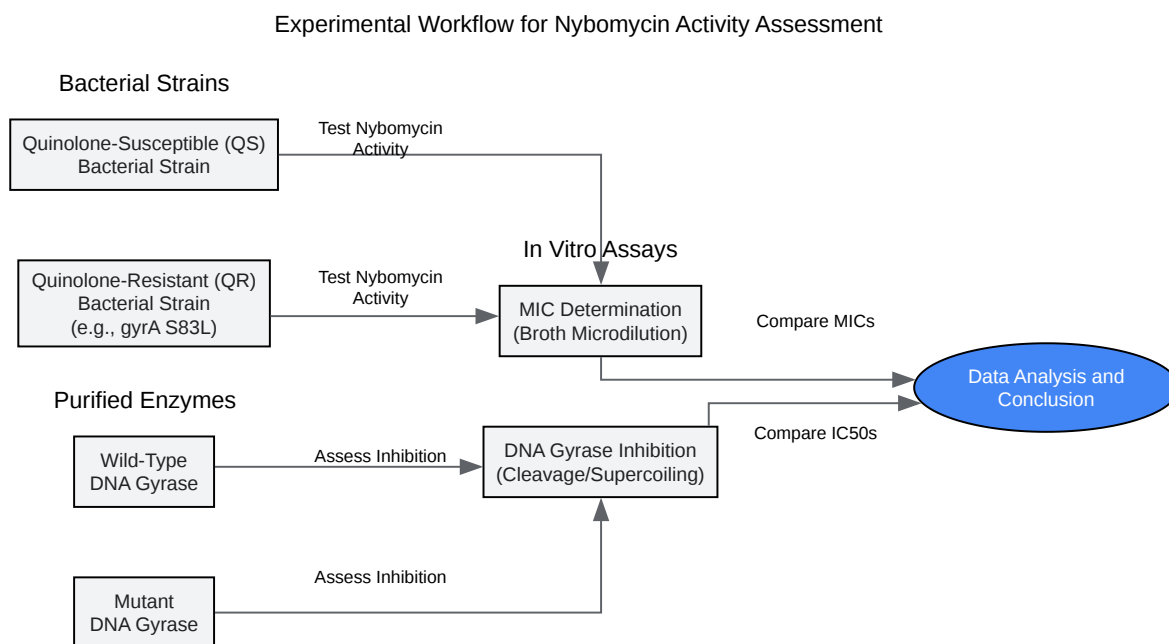 Experimental Workflow for Nybomycin Activity Assessment
Bacterial Strains
Quinolone-Susceptible (QS)
Bacterial Strain
Test Nybomycin
Activity
In Vitro Assays
Quinolone-Resistant (QR)
Bacterial Strain
(e.g., gyrA S83L)
Test Nybomycin
Activity
MIC Determination
(Broth Microdilution)
Compare MICs
Data Analysis and
Conclusion
Purified Enzymes
Wild-Type
DNA Gyrase
Assess Inhibition
DNA Gyrase Inhibition
(Cleavage/Supercoiling)
Compare IC50s
Mutant
DNA Gyrase
Assess Inhibition